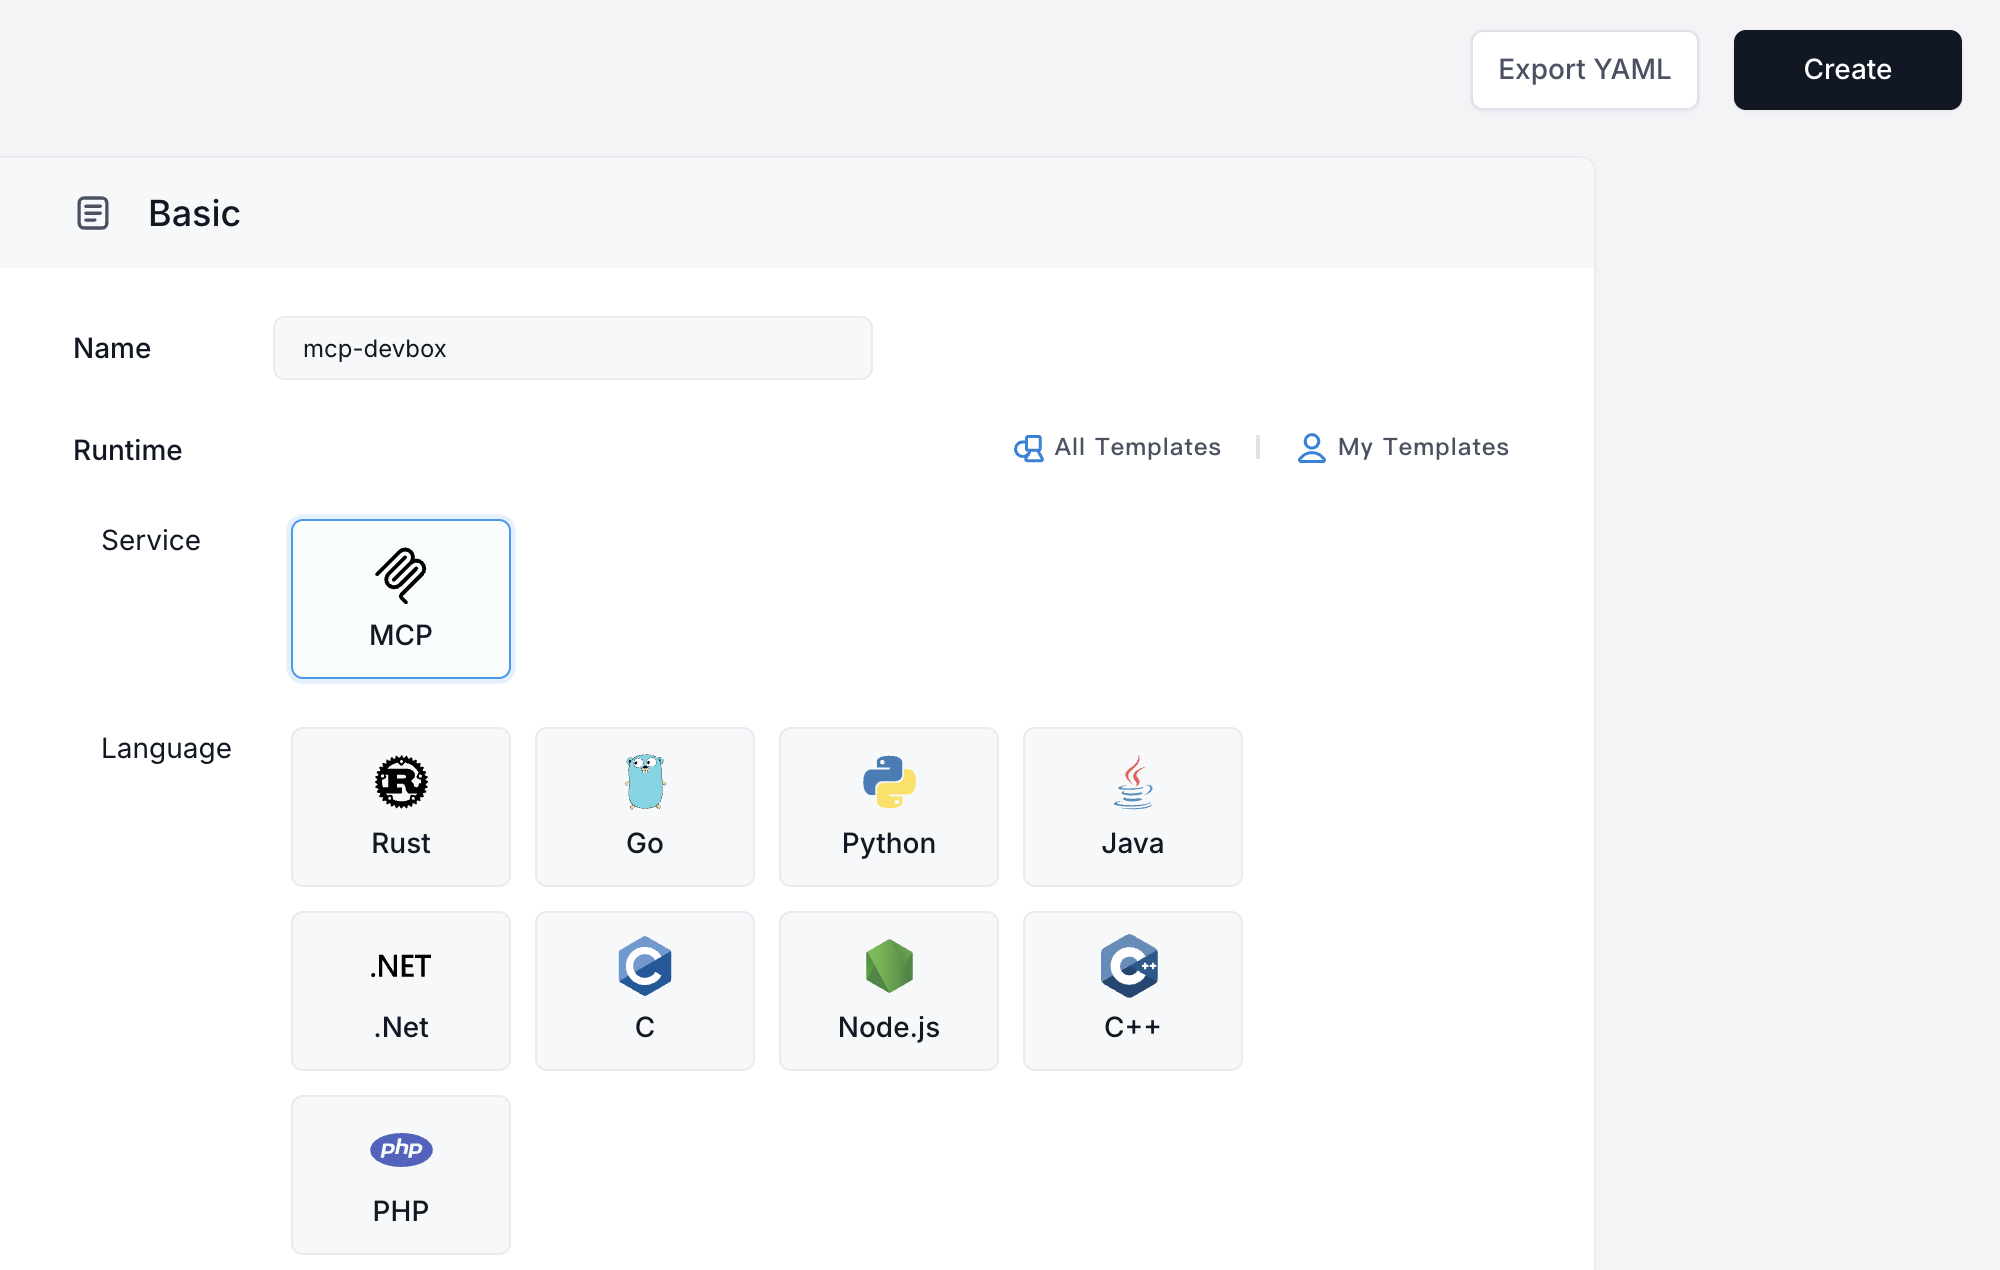 Export YAML Create
Basic
Name mcp-devbox
Runtime All Templates My Templates
Service
MCP
Language
R
Rust Go Python Java
.NET C C++
.Net C Node.js C++
php
PHP